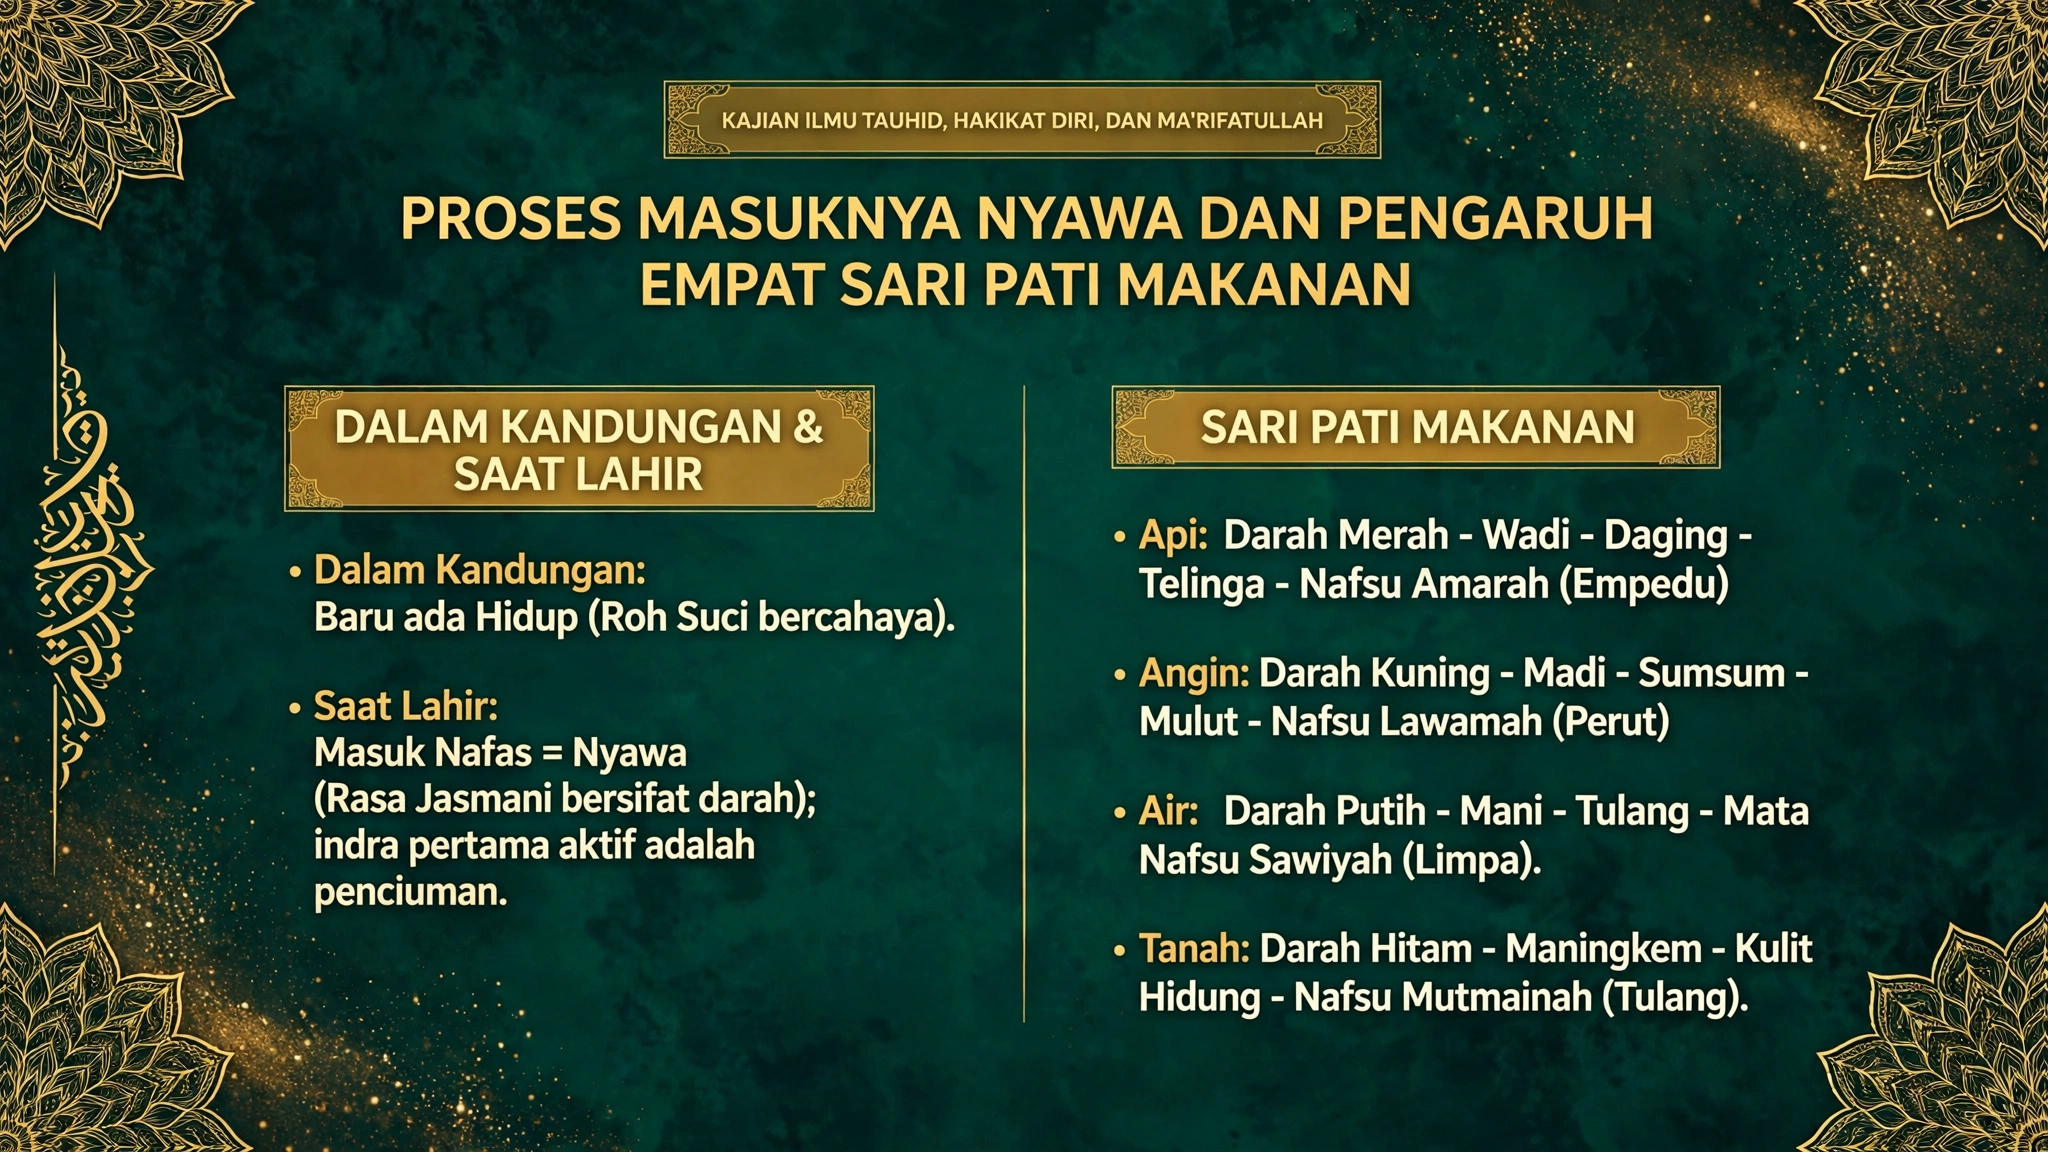 KAJIAN ILMU TAUHID, HAKIKAT DIRI, DAN MA'RIFATULLAH
PROSES MASUKNYA NYAWA DAN PENGARUH
EMPAT SARI PATI MAKANAN
DALAM KANDUNGAN &
SAAT LAHIR
• Dalam Kandungan:
Baru ada Hidup (Roh Suci bercahaya).
• Saat Lahir:
Masuk Nafas = Nyawa
(Rasa Jasmani bersifat darah);
indra pertama aktif adalah
penciuman.
SARI PATI MAKANAN
• Api: Darah Merah - Wadi - Daging -
Telinga - Nafsu Amarah (Empedu)
• Angin: Darah Kuning - Madi - Sumsum -
Mulut - Nafsu Lawamah (Perut)
• Air: Darah Putih - Mani - Tulang - Mata
Nafsu Sawiyah (Limpa).
• Tanah: Darah Hitam - Maningkem - Kulit
Hidung - Nafsu Mutmainah (Tulang).